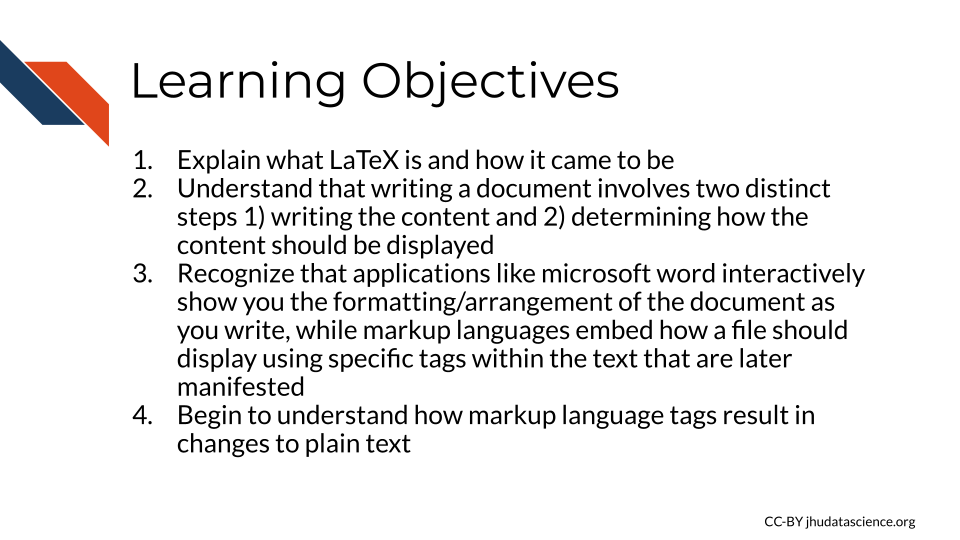 Learning Objectives
1. Explain what LaTeX is and how it came to be
2. Understand that writing a document involves two distinct
steps 1) writing the content and 2) determining how the
content should be displayed
3. Recognize that applications like microsoft word interactively
show you the formatting/arrangement of the document as
you write, while markup languages embed how a file should
display using specific tags within the text that are later
manifested
4. Begin to understand how markup language tags result in
changes to plain text
CC-BY jhudatascience.org